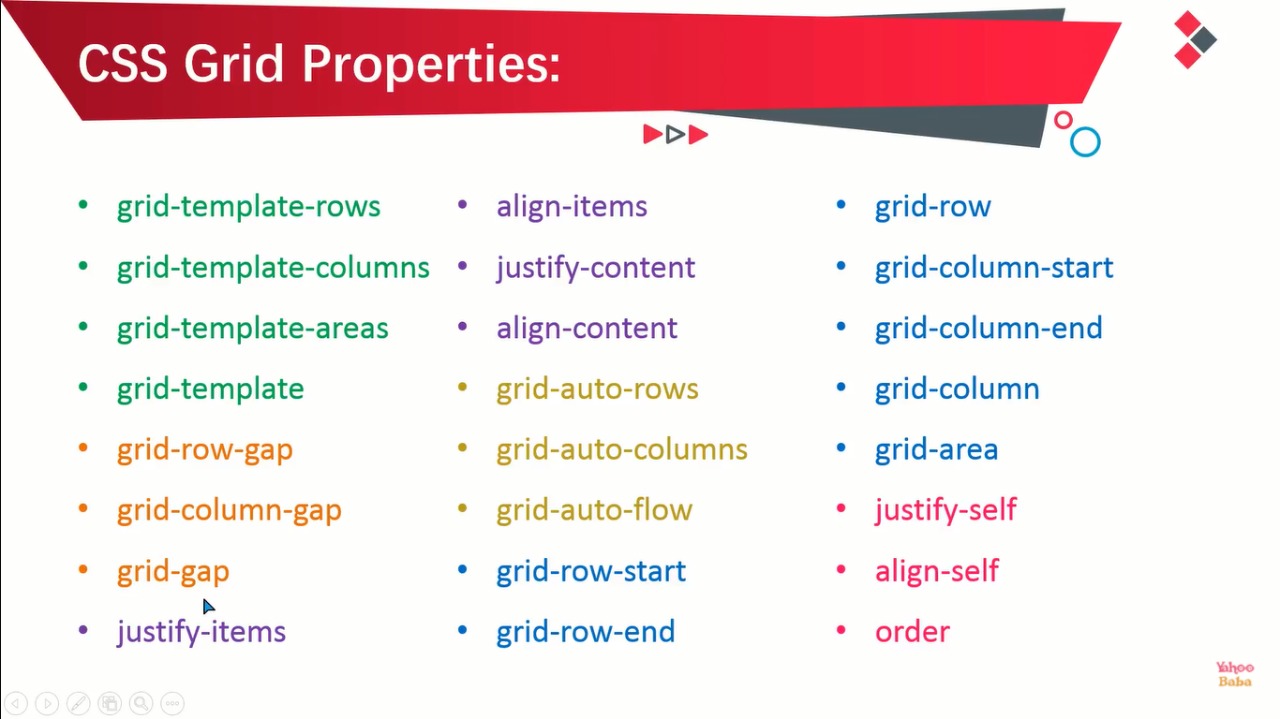 CSS Grid Properties:
• grid-template-rows
• grid-template-columns
• grid-template-areas
• grid-template
• grid-row-gap
• grid-column-gap
• grid-gap
• justify-items
• align-items
• justify-content
• align-content
• grid-auto-rows
• grid-auto-columns
• grid-auto-flow
• grid-row-start
• grid-row-end
• grid-row
• grid-column-start
• grid-column-end
• grid-column
• grid-area
• justify-self
• align-self
• order
Yahoo
Baba